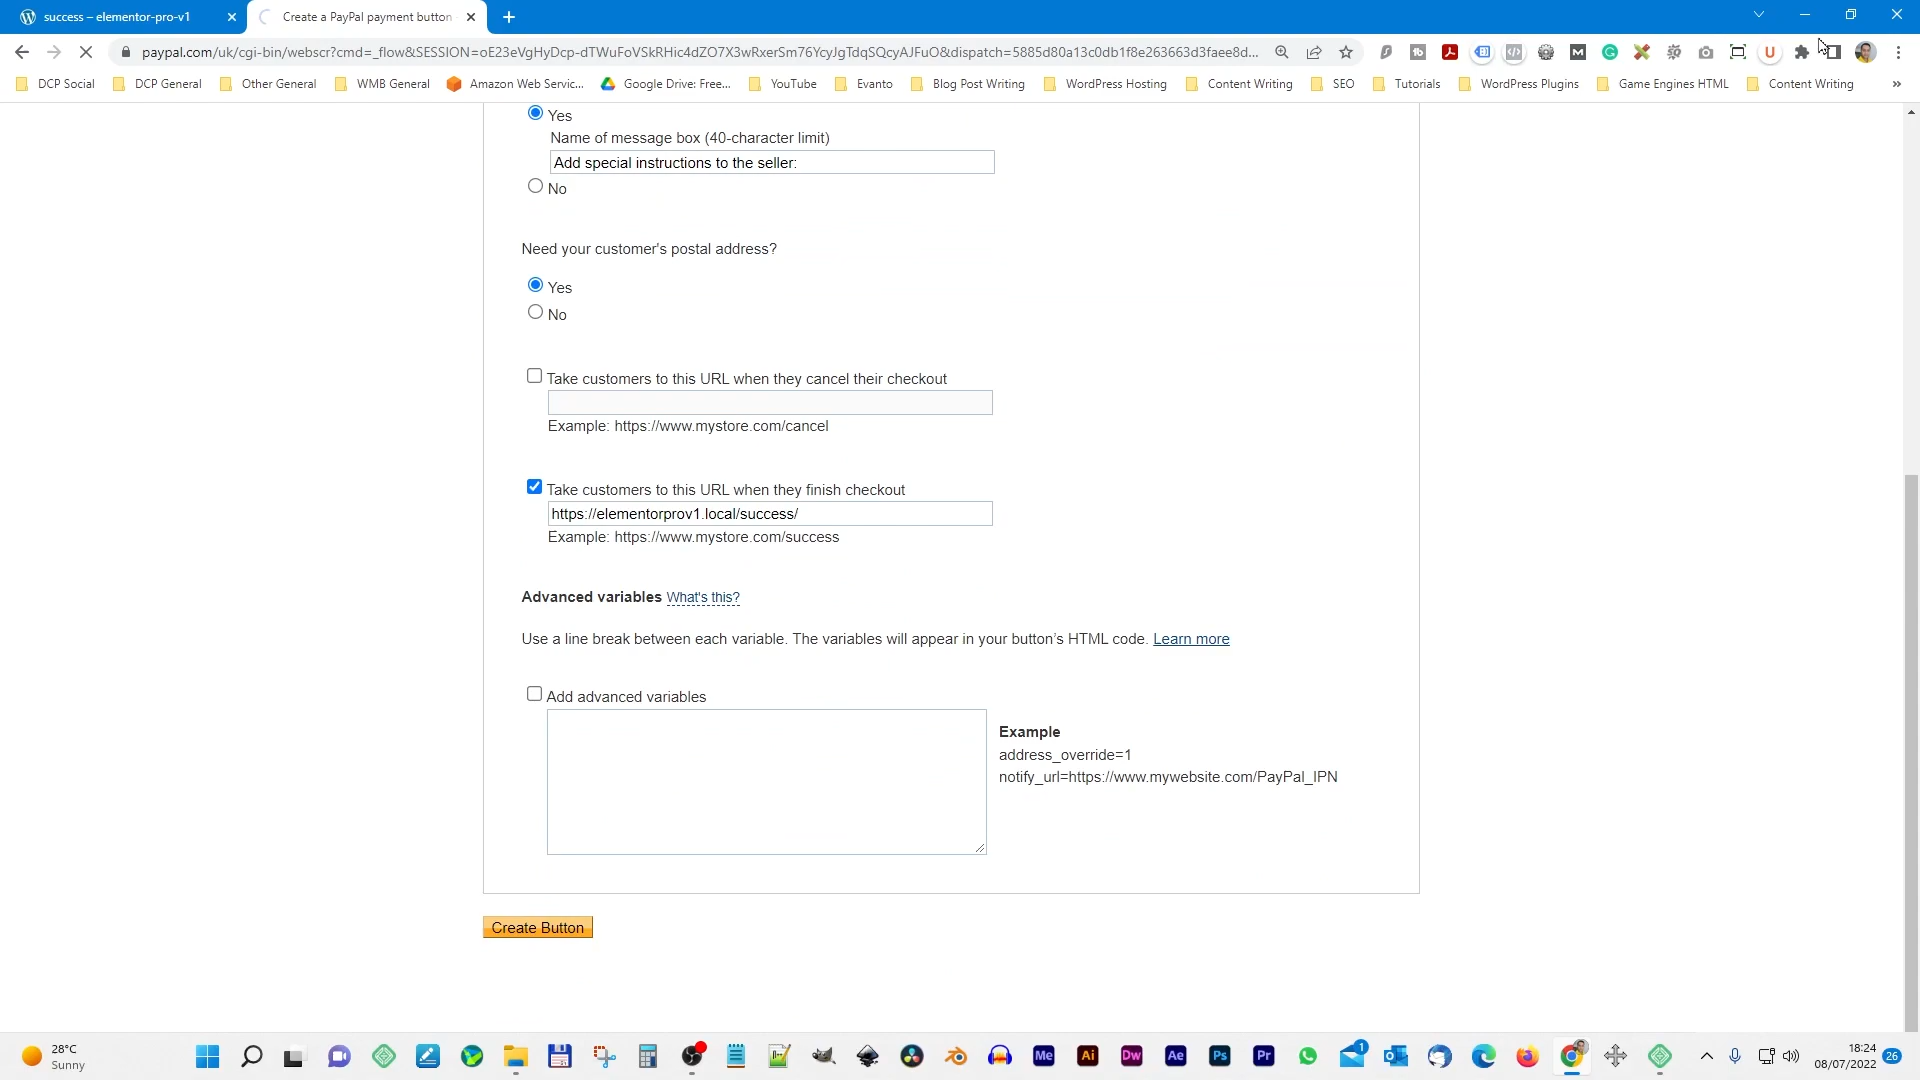 success – elementor-pro-v1
Create a PayPal payment button
paypal.com/uk/cgi-bin/webscr?cmd=_flow&SESSION=oE23eVgHyDcp-dTWuFoVSkRHic4dZO7X3wRxerSm76YcyJgTdqSQcyAJFuO&dispatch=5885d80a13c0db1f8e263663d3faee8d...
DCP Social
DCP General
Other General
WMB General
Amazon Web Servic...
Google Drive: Free...
YouTube
Evanto
Blog Post Writing
WordPress Hosting
Content Writing
SEO
Tutorials
WordPress Plugins
Game Engines HTML
Content Writing
»
Yes
Name of message box (40-character limit)
Add special instructions to the seller:
No
Need your customer's postal address?
Yes
No
Take customers to this URL when they cancel their checkout
Example: https://www.mystore.com/cancel
Take customers to this URL when they finish checkout
https://elementorprov1.local/success/
Example: https://www.mystore.com/success
Advanced variables What's this?
Use a line break between each variable. The variables will appear in your button's HTML code. Learn more
Add advanced variables
Example
address_override=1
notify_url=https://www.mywebsite.com/PayPal_IPN
Create Button
28°C
Sunny
Me
Ai
Dw
Ae
Ps
Pr
1
18:24
08/07/2022
26